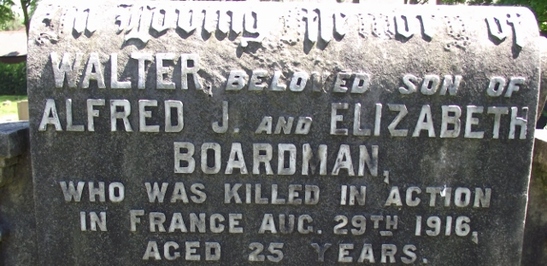 In Loving Memory of
WALTER, BELOVED SON OF
ALFRED J. AND ELIZABETH
BOARDMAN,
WHO WAS KILLED IN ACTION
IN FRANCE AUG. 29TH 1916,
AGED 25 YEARS.